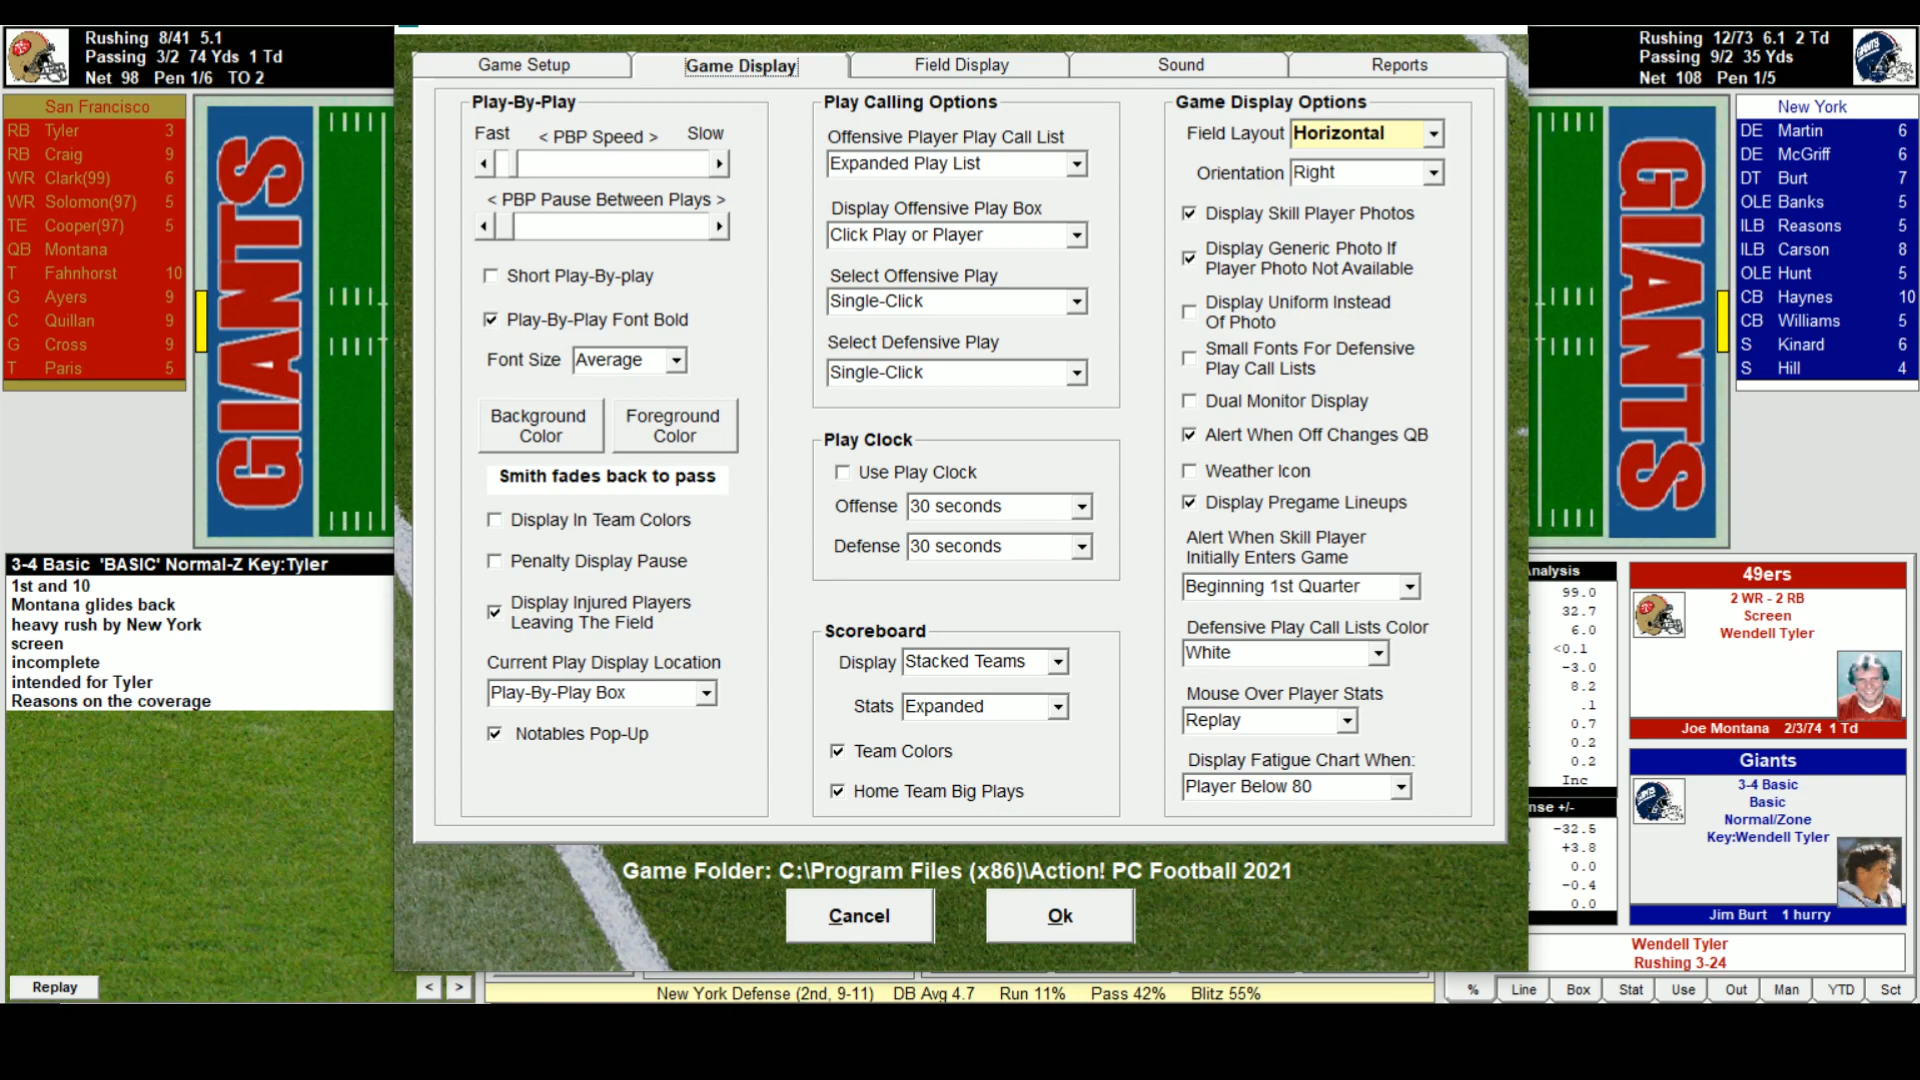 Rushing 8/41 5.1
Passing 3/2 74 Yds 1 Td
Net 98 Pen 1/6 TO 2
Rushing 12/73 6.1 2 Td
Passing 9/2 35 Yds
Net 108 Pen 1/5
Game Setup
Game Display
Field Display
Sound
Reports
San Francisco
RB Tyler 3
RB Craig 9
WR Clark(99) 6
WR Solomon(97) 5
TE Cooper(97) 5
QB Montana
T Fahnhorst 10
G Ayers 9
C Quillan 9
G Cross 9
T Paris 5
GIANTS
Play-By-Play
Fast < PBP Speed > Slow
< PBP Pause Between Plays >
Short Play-By-play
Play-By-Play Font Bold
Font Size Average
Background
Color
Foreground
Color
Smith fades back to pass
Display In Team Colors
Penalty Display Pause
Display Injured Players
Leaving The Field
Current Play Display Location
Play-By-Play Box
Notables Pop-Up
Play Calling Options
Offensive Player Play Call List
Expanded Play List
Display Offensive Play Box
Click Play or Player
Select Offensive Play
Single-Click
Select Defensive Play
Single-Click
Play Clock
Use Play Clock
Offense 30 seconds
Defense 30 seconds
Scoreboard
Display Stacked Teams
Stats Expanded
Team Colors
Home Team Big Plays
Game Display Options
Field Layout Horizontal
Orientation Right
Display Skill Player Photos
Display Generic Photo If
Player Photo Not Available
Display Uniform Instead
Of Photo
Small Fonts For Defensive
Play Call Lists
Dual Monitor Display
Alert When Off Changes QB
Weather Icon
Display Pregame Lineups
Alert When Skill Player
Initially Enters Game
Beginning 1st Quarter
Defensive Play Call Lists Color
White
Mouse Over Player Stats
Replay
Display Fatigue Chart When:
Player Below 80
GIANTS
New York
DE Martin 6
DE McGriff 6
DT Burt 7
OLE Banks 5
ILB Reasons 5
ILB Carson 8
OLE Hunt 5
CB Haynes 10
CB Williams 5
S Kinard 6
S Hill 4
3-4 Basic 'BASIC' Normal-Z Key:Tyler
1st and 10
Montana glides back
heavy rush by New York
screen
incomplete
intended for Tyler
Reasons on the coverage
nalysis
99.0
32.7
6.0
<0.1
-3.0
8.2
.1
0.7
0.2
0.2
Inc
nse +/-
-32.5
+3.8
0.0
-0.4
0.0
49ers
2 WR - 2 RB
Screen
Wendell Tyler
Joe Montana 2/3/74 1 Td
Giants
3-4 Basic
Basic
Normal/Zone
Key:Wendell Tyler
Jim Burt 1 hurry
Wendell Tyler
Rushing 3-24
Game Folder: C:\Program Files (x86)\Action! PC Football 2021
Cancel
Ok
Replay
<
>
New York Defense (2nd, 9-11) DB Avg 4.7 Run 11% Pass 42% Blitz 55%
% Line Box Stat Use Out Man YTD Sct